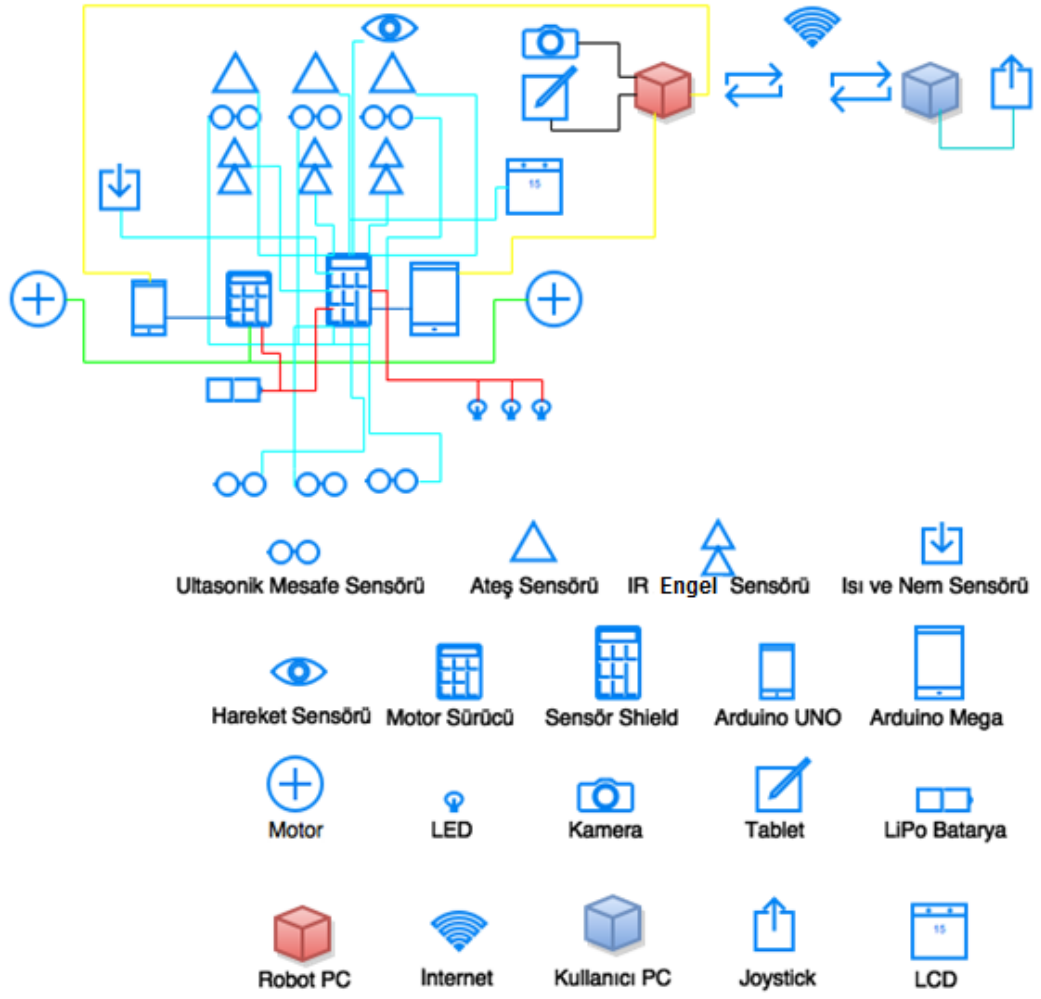 15
Ultasonik Mesafe Sensörü
Ateş Sensörü
IR Engel Sensörü
Isı ve Nem Sensörü
Hareket Sensörü
Motor Sürücü
Sensör Shield
Arduino UNO
Arduino Mega
Motor
LED
Kamera
Tablet
LiPo Batarya
15
Robot PC
Internet
Kullanıcı PC
Joystick
LCD